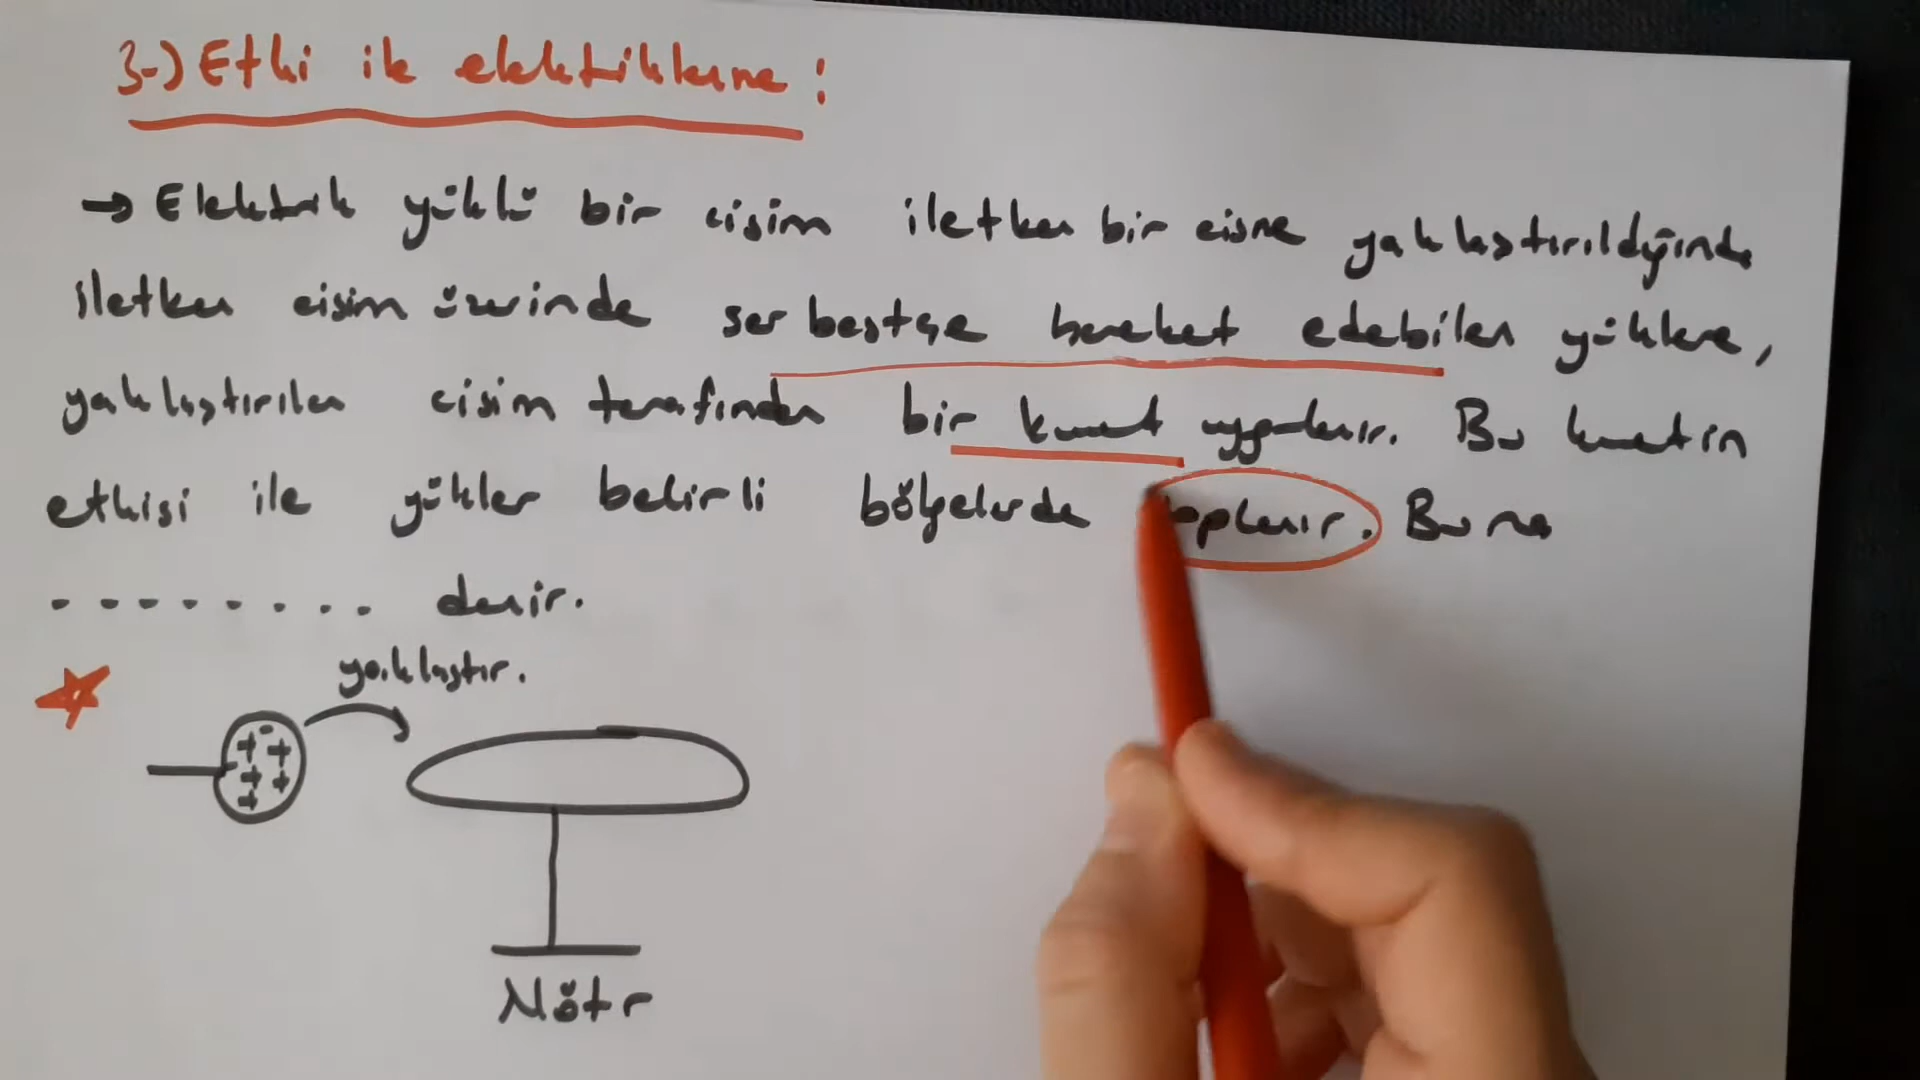 3-) Etki ile elektriklenme :
→ Elektrik yüklü bir cisim iletken bir cisme yaklaştırıldığında
iletken cisim üzerinde serbestçe hareket edebilen yüklere,
yaklaştırılan cisim tarafından bir kuvvet uygulanır. Bu kuvvetin
etkisi ile yükler belirli bölgelerde toplanır. Buna
. . . . . . . . . denir.
yaklaştır.
- + + + + +
Nötr